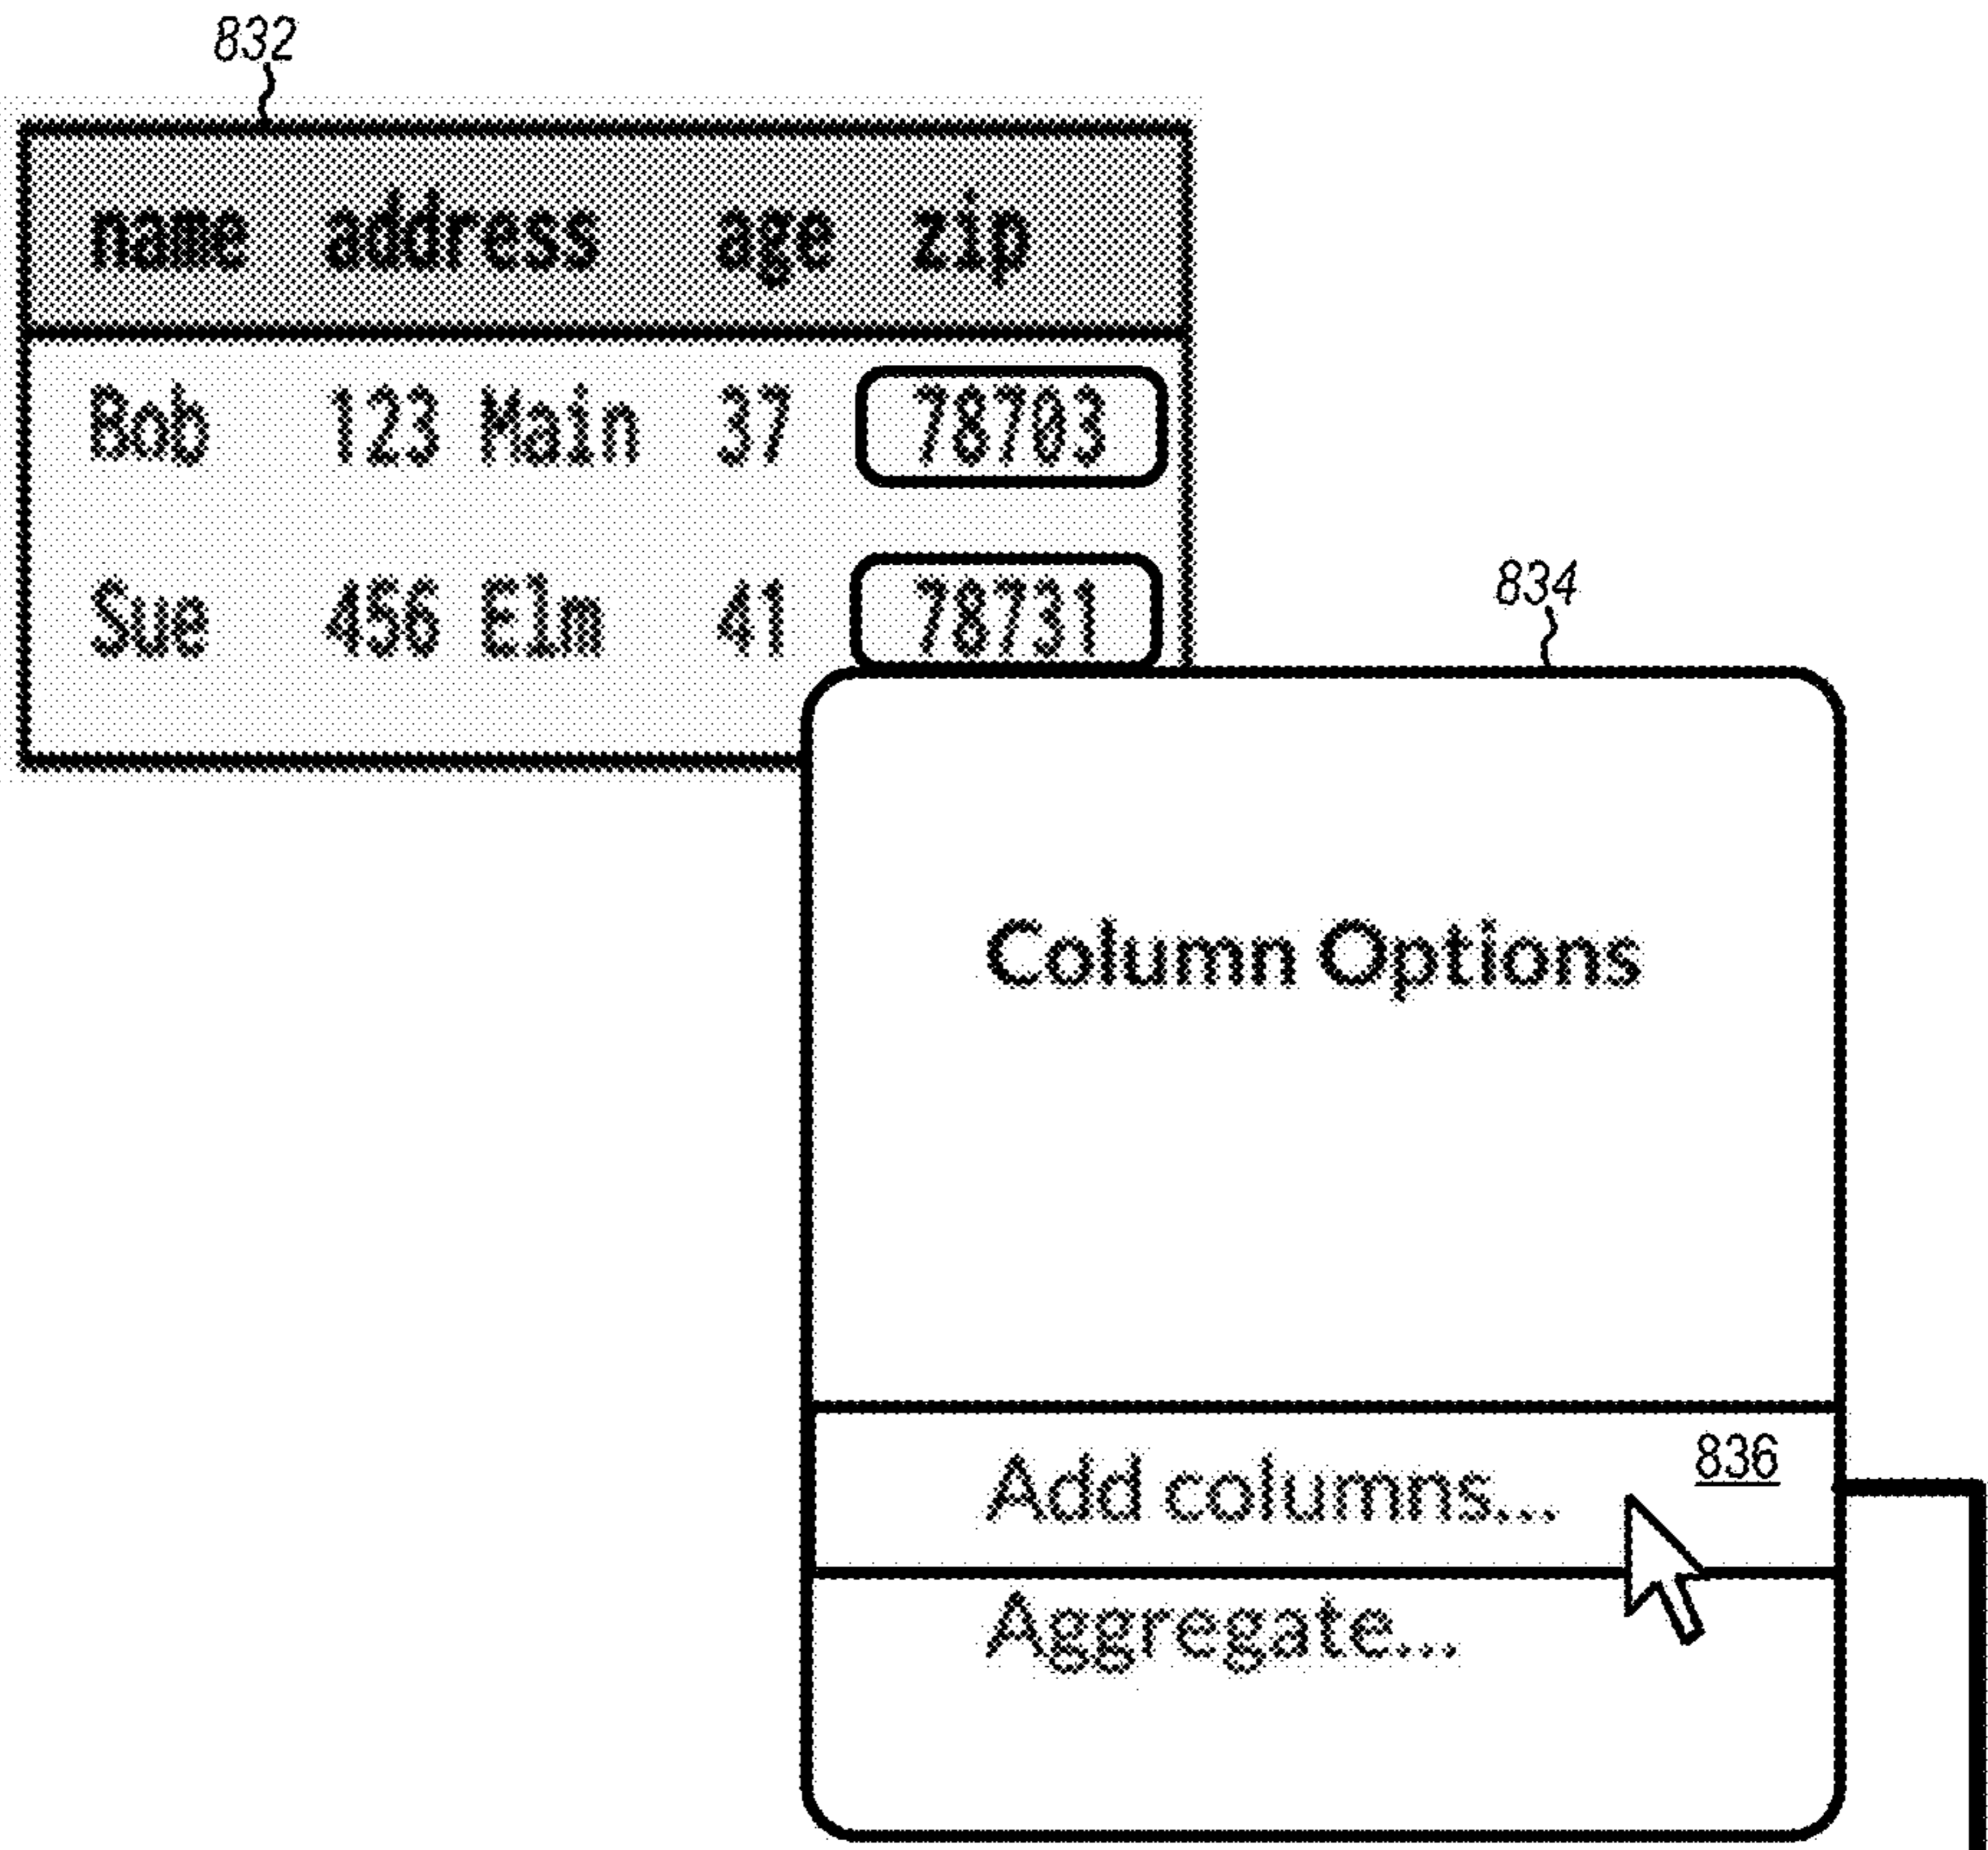 832
name address age zip
Bob 123 Main 37 78703
Sue 456 Elm 41 78731
834
Column Options
836
Add columns...
Aggregate...